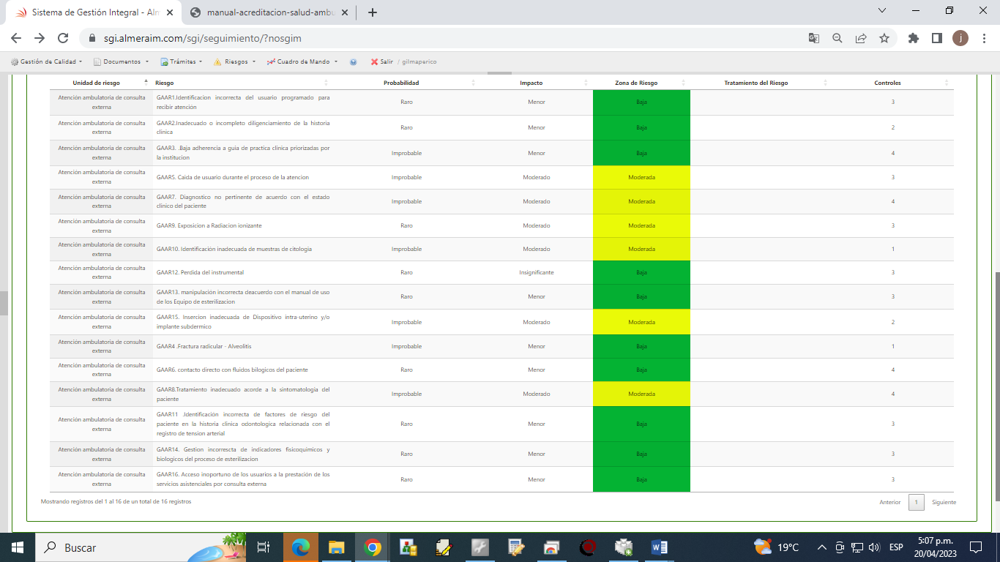 Sistema de Gestión Integral - Alm
manual-acreditacion-salud-ambu
sgi.almeraim.com/sgi/seguimiento/?nosgim
j
Gestión de Calidad
Documentos
Trámites
Riesgos
Cuadro de Mando
Salir / gilmaperico
Unidad de riesgo Riesgo Probabilidad Impacto Zona de Riesgo Tratamiento del Riesgo Controles
Atención ambulatoria de consulta externa
GAAR1.Identificacion incorrecta del usuario programado para
recibir atención
Raro Menor Baja 3
Atención ambulatoria de consulta externa
GAAR2.Inadecuado o incompleto diligenciamiento de la historia
clinica
Raro Menor Baja 2
Atención ambulatoria de consulta externa
GAAR3. .Baja adherencia a guia de practica clinica priorizadas por
la institucion
Improbable Menor Baja 4
Atención ambulatoria de consulta externa
GAAR5. Caida de usuario durante el proceso de la atencion
Improbable Moderado Moderada 3
Atención ambulatoria de consulta externa
GAAR7. Diagnostico no pertinente de acuerdo con el estado
clinico del paciente
Improbable Moderado Moderada 4
Atención ambulatoria de consulta externa
GAAR9. Exposicion a Radiacion ionizante
Raro Moderado Moderada 3
Atención ambulatoria de consulta externa
GAAR10. Identificación inadecuada de muestras de citologia
Improbable Moderado Moderada 1
Atención ambulatoria de consulta externa
GAAR12. Perdida del instrumental
Raro Insignificante Baja 3
Atención ambulatoria de consulta externa
GAAR13. manipulación incorrecta deacuerdo con el manual de uso
de los Equipo de esterilizacion
Raro Menor Baja 3
Atención ambulatoria de consulta externa
GAAR15. Insercion inadecuada de Dispositivo intra-uterino y/o
implante subdermico
Improbable Moderado Moderada 2
Atención ambulatoria de consulta externa
GAAR4 .Fractura radicular - Alveolitis
Improbable Menor Baja 1
Atención ambulatoria de consulta externa
GAAR6. contacto directo con fluidos bilogicos del paciente
Raro Menor Baja 4
Atención ambulatoria de consulta externa
GAAR8.Tratamiento inadecuado acorde a la sintomatologia del
paciente
Improbable Moderado Moderada 4
Atención ambulatoria de consulta externa
GAAR11 .Identificación incorrecta de factores de riesgo del
paciente en la historia clinica odontologica relacionada con el
registro de tension arterial
Raro Menor Baja 3
Atención ambulatoria de consulta externa
GAAR14. Gestion incorrescta de indicadores fisicoquimicos y
biologicos del proceso de esterilizacion
Raro Menor Baja 3
Atención ambulatoria de consulta externa
GAAR16. Acceso inoportuno de los usuarios a la prestación de los
servicios asistenciales por consulta externa
Raro Menor Baja 3
Mostrando registros del 1 al 16 de un total de 16 registros
Anterior 1 Siguiente
Buscar
19°C
ESP
5:07 p.m.
20/04/2023